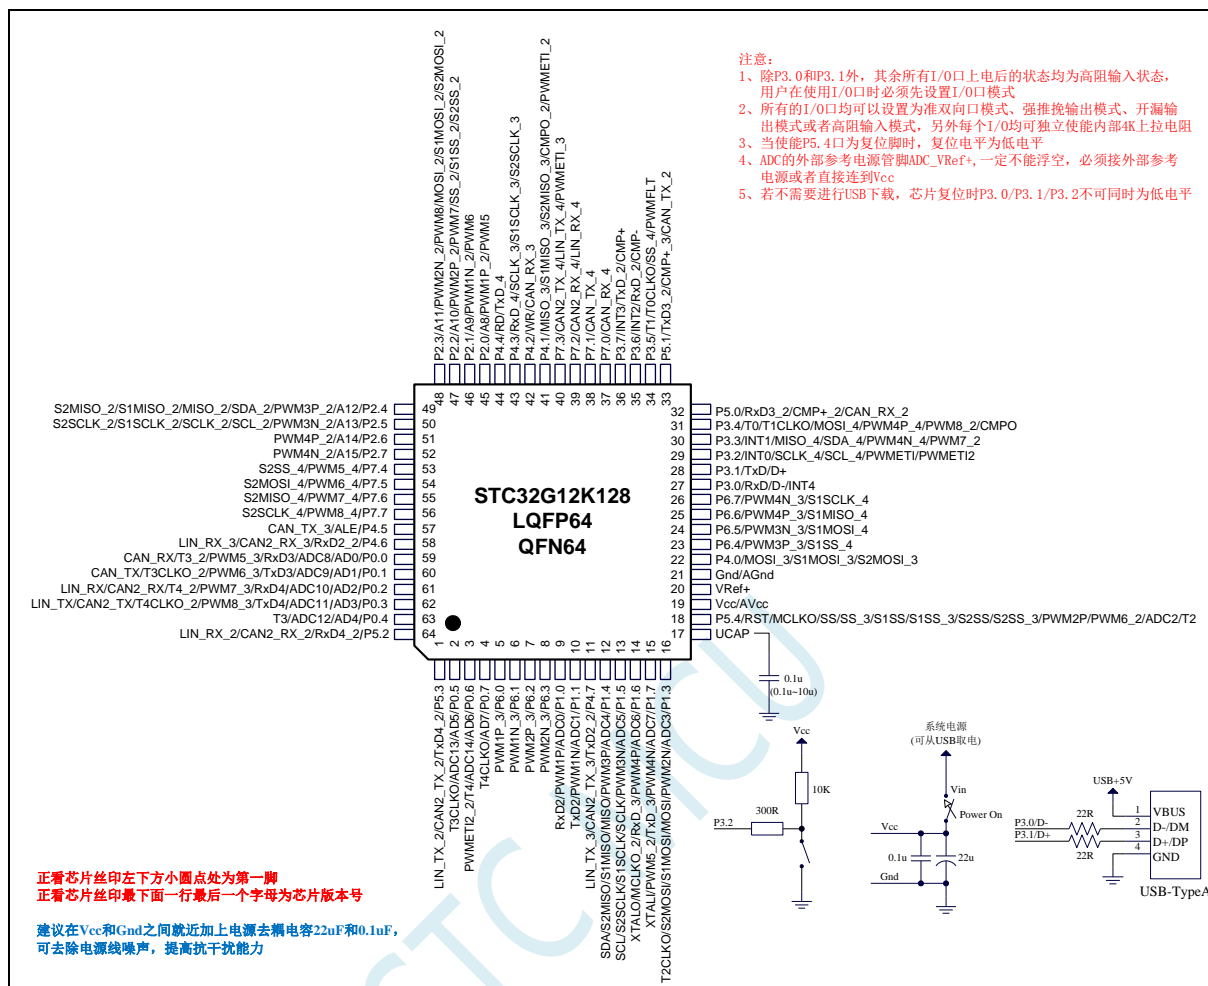 注意：
1、除P3.0和P3.1外，其余所有I/O口上电后的状态均为高阻输入状态，
用户在使用I/O口时必须先设置I/O口模式
2、所有的I/O口均可以设置为准双向口模式、强推挽输出模式、开漏输
出模式或者高阻输入模式，另外每个I/O均可独立使能内部4K上拉电阻
3、当使能P5.4口为复位脚时，复位电平为低电平
4、ADC的外部参考电源管脚ADC_VRef+,一定不能浮空，必须接外部参考
电源或者直接连到Vcc
5、若不需要进行USB下载，芯片复位时P3.0/P3.1/P3.2不可同时为低电平
P2.3/A11/PWM2N_2/PWM8/MOSI_2/S1MOSI_2/S2MOSI_2
P2.2/A10/PWM2P_2/PWM7/SS_2/S1SS_2/S2SS_2
P2.1/A9/PWM1N_2/PWM6
P2.0/A8/PWM1P_2/PWM5
P4.4/RD/TxD_4
P4.3/RxD_4/SCLK_3/S1SCLK_3/S2SCLK_3
P4.2/WR/CAN_RX_3
P4.1/MISO_3/S1MISO_3/S2MISO_3/CMPO_2/PWMETI_2
P7.3/CAN2_TX_4/LIN_TX_4/PWMETI_3
P7.2/CAN2_RX_4/LIN_RX_4
P7.1/CAN_TX_4
P7.0/CAN_RX_4
P3.7/INT3/TxD_2/CMP+
P3.6/INT2/RxD_2/CMP-
P3.5/T1/T0CLKO/SS_4/PWMFLT
P5.1/TxD3_2/CMP+_3/CAN_TX_2
48 47 46 45 44 43 42 41 40 39 38 37 36 35 34 33
S2MISO_2/S1MISO_2/MISO_2/SDA_2/PWM3P_2/A12/P2.4 49
S2SCLK_2/S1SCLK_2/SCLK_2/SCL_2/PWM3N_2/A13/P2.5 50
PWM4P_2/A14/P2.6 51
PWM4N_2/A15/P2.7 52
S2SS_4/PWM5_4/P7.4 53
S2MOSI_4/PWM6_4/P7.5 54
S2MISO_4/PWM7_4/P7.6 55
S2SCLK_4/PWM8_4/P7.7 56
CAN_TX_3/ALE/P4.5 57
LIN_RX_3/CAN2_RX_3/RxD2_2/P4.6 58
CAN_RX/T3_2/PWM5_3/RxD3/ADC8/AD0/P0.0 59
CAN_TX/T3CLKO_2/PWM6_3/TxD3/ADC9/AD1/P0.1 60
LIN_RX/CAN2_RX/T4_2/PWM7_3/RxD4/ADC10/AD2/P0.2 61
LIN_TX/CAN2_TX/T4CLKO_2/PWM8_3/TxD4/ADC11/AD3/P0.3 62
T3/ADC12/AD4/P0.4 63
LIN_RX_2/CAN2_RX_2/RxD4_2/P5.2 64
STC32G12K128
LQFP64
QFN64
32 P5.0/RxD3_2/CMP+_2/CAN_RX_2
31 P3.4/T0/T1CLKO/MOSI_4/PWM4P_4/PWM8_2/CMPO
30 P3.3/INT1/MISO_4/SDA_4/PWM4N_4/PWM7_2
29 P3.2/INT0/SCLK_4/SCL_4/PWMETI/PWMETI2
28 P3.1/TxD/D+
27 P3.0/RxD/D-/INT4
26 P6.7/PWM4N_3/S1SCLK_4
25 P6.6/PWM4P_3/S1MISO_4
24 P6.5/PWM3N_3/S1MOSI_4
23 P6.4/PWM3P_3/S1SS_4
22 P4.0/MOSI_3/S1MOSI_3/S2MOSI_3
21 Gnd/AGnd
20 VRef+
19 Vcc/AVcc
18 P5.4/RST/MCLKO/SS/SS_3/S1SS/S1SS_3/S2SS/S2SS_3/PWM2P/PWM6_2/ADC2/T2
17 UCAP
1 2 3 4 5 6 7 8 9 10 11 12 13 14 15 16
LIN_TX_2/CAN2_TX_2/TxD4_2/P5.3
T3CLKO/ADC13/AD5/P0.5
PWMETI2_2/T4/ADC14/AD6/P0.6
T4CLKO/AD7/P0.7
PWM1P_3/P6.0
PWM1N_3/P6.1
PWM2P_3/P6.2
PWM2N_3/P6.3
RxD2/PWM1P/ADC0/P1.0
TxD2/PWM1N/ADC1/P1.1
LIN_TX_3/CAN2_TX_3/TxD2_2/P4.7
SDA/S2MISO/S1MISO/MISO/PWM3P/ADC4/P1.4
SCL/S2SCLK/S1SCLK/SCLK/PWM3N/ADC5/P1.5
XTALO/MCLKO_2/RxD_3/PWM4P/ADC6/P1.6
XTALI/PWM5_2/TxD_3/PWM4N/ADC7/P1.7
T2CLKO/S2MOSI/S1MOSI/MOSI/PWM2N/ADC3/P1.3
0.1u
(0.1u~10u)
Vcc
10K
300R
P3.2
系统电源
(可从USB取电)
Vin
Power On
Vcc
0.1u
22u
Gnd
USB+5V
P3.0/D-
P3.1/D+
22R
22R
1 VBUS
2 D-/DM
3 D+/DP
4 GND
USB-TypeA
正看芯片丝印左下方小圆点处为第一脚
正看芯片丝印最下面一行最后一个字母为芯片版本号
建议在Vcc和Gnd之间就近加上电源去耦电容22uF和0.1uF，
可去除电源线噪声，提高抗干扰能力
STC MCU